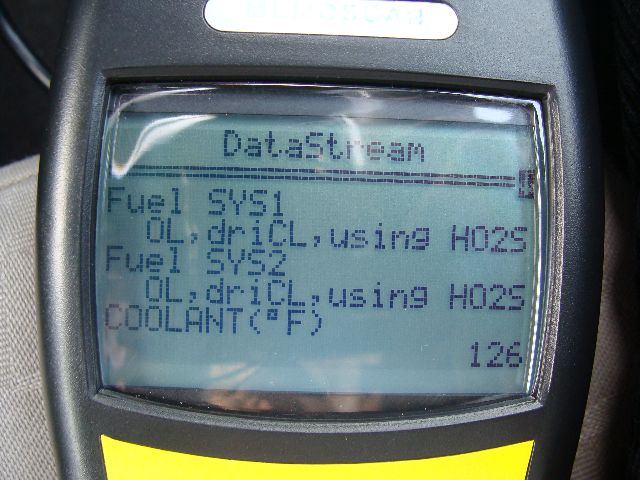 DataStream
Fuel SYS1
OL,driCL,using HO2S
Fuel SYS2
OL,driCL,using HO2S
COOLANT(°F)
126